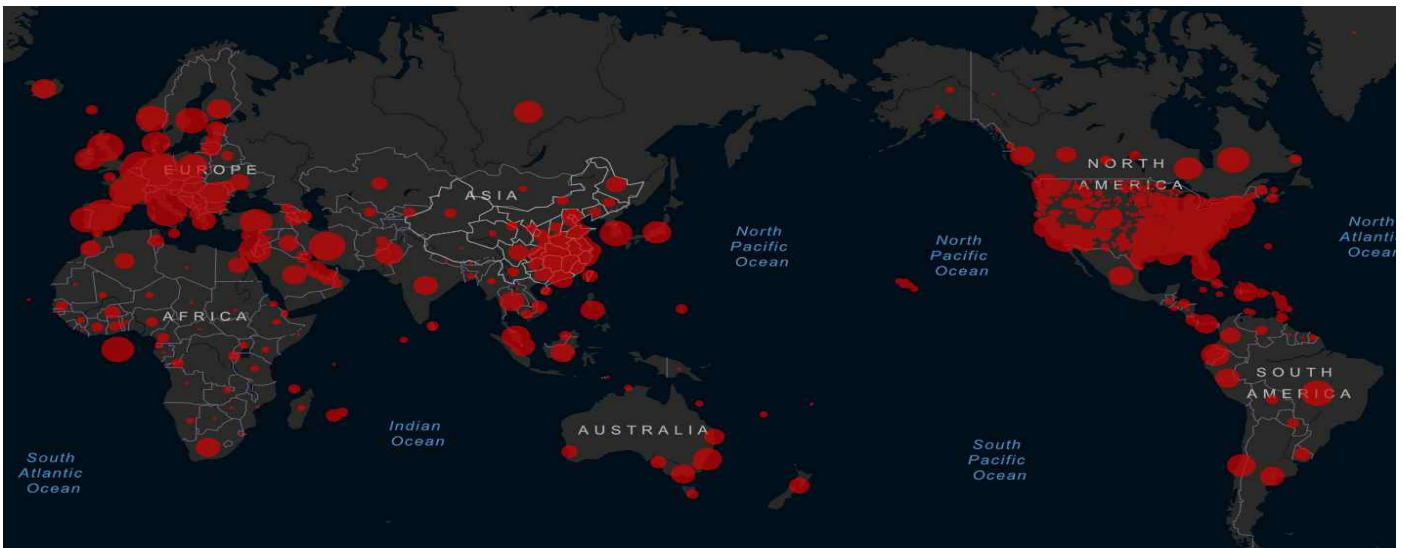 EUROPE
ASIA
AFRICA
North
Pacific
Ocean
North
Pacific
Ocean
NORTH
AMERICA
North
Atlanti
Ocean
Indian
Ocean
AUSTRALIA
South
Atlantic
Ocean
South
Pacific
Ocean
SOUTH
AMERICA